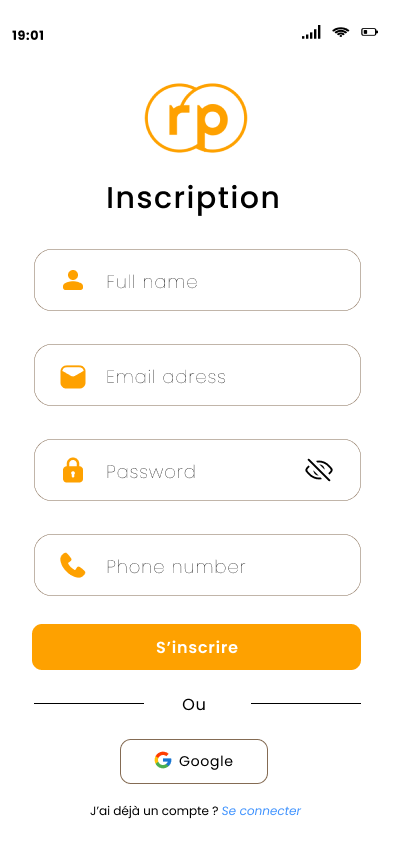 19:01
rp
Inscription
Full name
Email adress
Password
Phone number
S'inscrire
Ou
Google
J'ai déjà un compte ? Se connecter